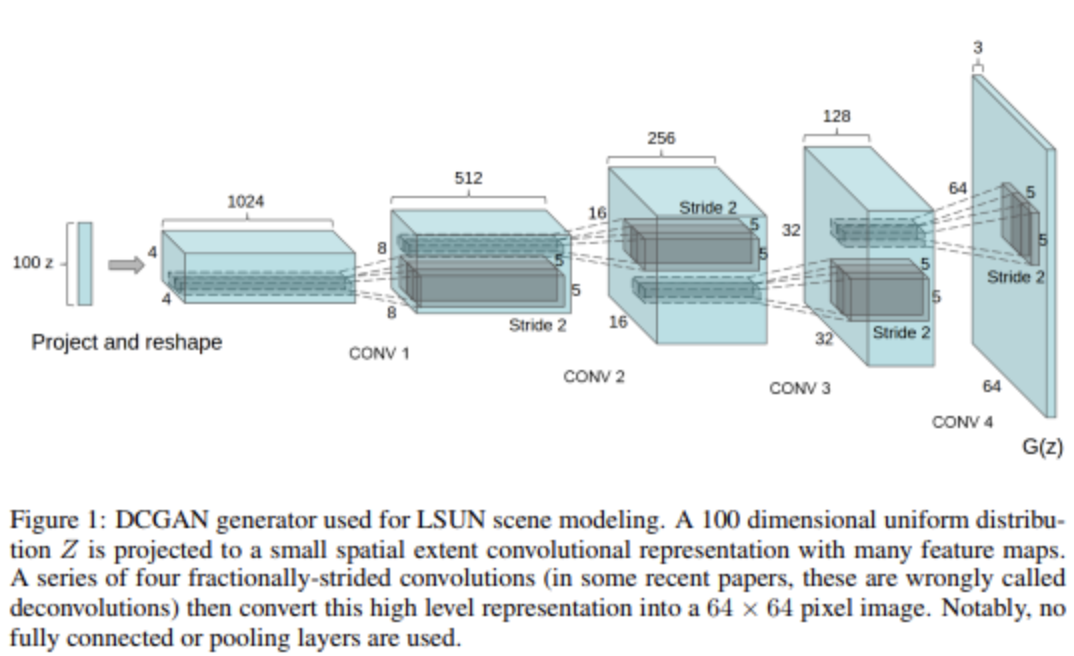 3
128
256
64
5
512
16
Stride 2
1024
5
32
5
8
5
100 z
4
5
5
Stride 2
4
5
5
8
16
32
Stride 2
Stride 2
Project and reshape
CONV 1
CONV 2
CONV 3
64
CONV 4
G(z)
Figure 1: DCGAN generator used for LSUN scene modeling. A 100 dimensional uniform distribu-
tion Z is projected to a small spatial extent convolutional representation with many feature maps.
A series of four fractionally-strided convolutions (in some recent papers, these are wrongly called
deconvolutions) then convert this high level representation into a 64 × 64 pixel image. Notably, no
fully connected or pooling layers are used.